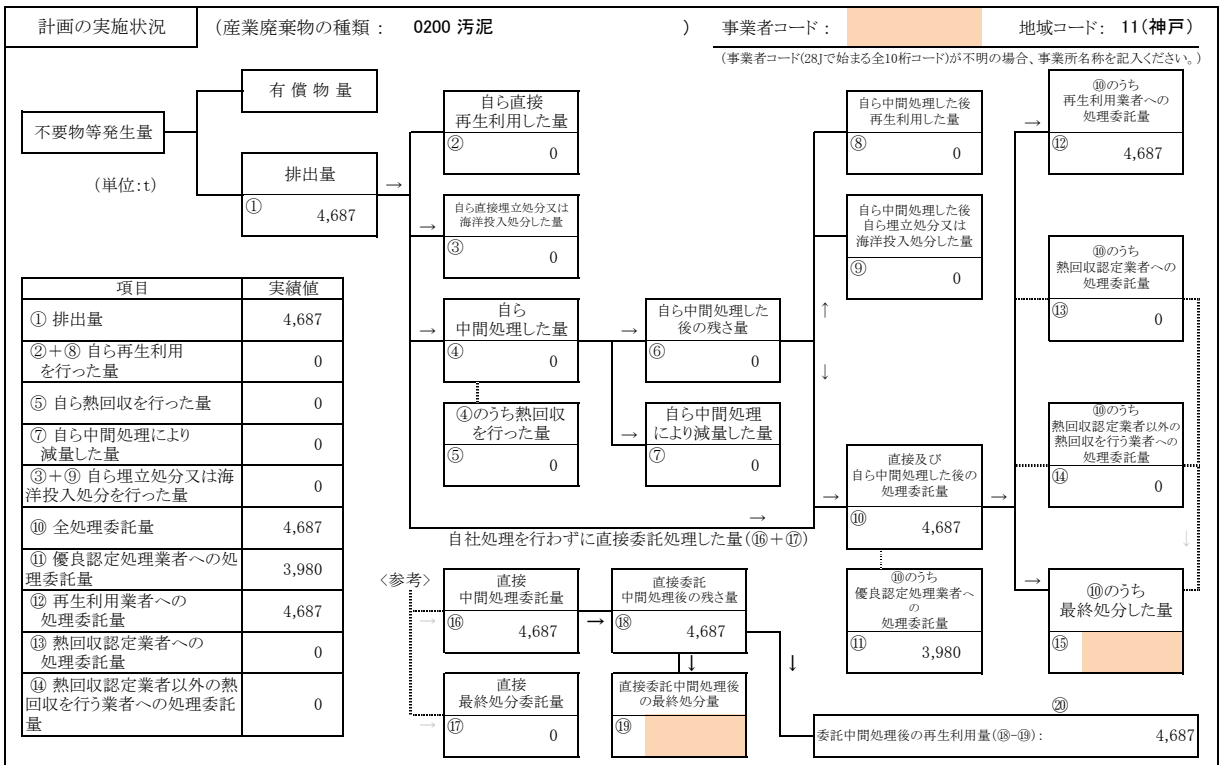 計画の実施状況
(産業廃棄物の種類 : 0200 汚泥 )
事業者コード :
地域コード: 11(神戸)
(事業者コード(28Jで始まる全10桁コード)が不明の場合、事業所名称を記入ください。)
不要物等発生量
(単位:t)
有 償 物 量
排出量
① 4,687
→
自ら直接
再生利用した量
② 0
→
自ら直接埋立処分又は
海洋投入処分した量
③ 0
→
自ら
中間処理した量
④ 0
④のうち熱回収
を行った量
⑤ 0
→
自ら中間処理した
後の残さ量
⑥ 0
→
自ら中間処理
により減量した量
⑦ 0
自ら中間処理した後
再生利用した量
⑧ 0
自ら中間処理した後
自ら埋立処分又は
海洋投入処分した量
⑨ 0
↑
↓
→
自社処理を行わずに直接委託処理した量(⑯+⑰)
→
直接及び
自ら中間処理した後の
処理委託量
⑩ 4,687
→
⑩のうち
優良認定処理業者へ
の
処理委託量
⑪ 3,980
→
⑩のうち
再生利用業者への
処理委託量
⑫ 4,687
⑩のうち
熱回収認定業者への
処理委託量
⑬ 0
⑩のうち
熱回収認定業者以外の
熱回収を行う業者への
処理委託量
⑭ 0
↓
→
⑩のうち
最終処分した量
⑮
項目 実績値
① 排出量 4,687
②+⑧ 自ら再生利用
を行った量 0
⑤ 自ら熱回収を行った量 0
⑦ 自ら中間処理により
減量した量 0
③+⑨ 自ら埋立処分又は海
洋投入処分を行った量 0
⑩ 全処理委託量 4,687
⑪ 優良認定処理業者への処
理委託量 3,980
⑫ 再生利用業者への
処理委託量 4,687
⑬ 熱回収認定業者への
処理委託量 0
⑭ 熱回収認定業者以外の熱
回収を行う業者への処理委託
量 0
<参考>
→
直接
中間処理委託量
⑯ 4,687
→
直接委託
中間処理後の残さ量
⑱ 4,687
↓
↓
→
直接
最終処分委託量
⑰ 0
直接委託中間処理後
の最終処分量
⑲
⑳
委託中間処理後の再生利用量(⑱-⑲) : 4,687